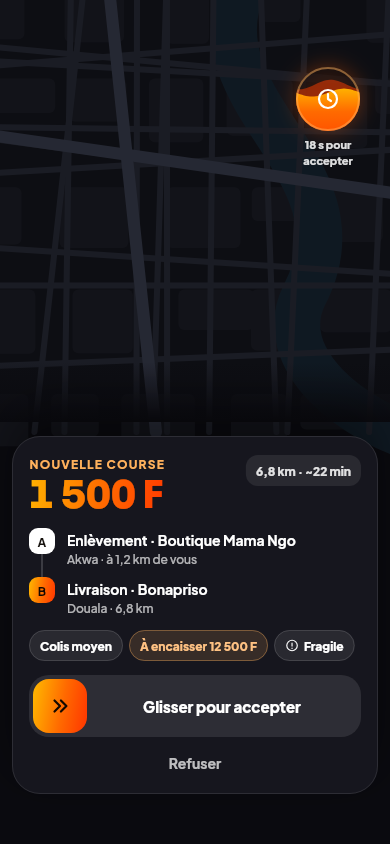 18 s pour
accepter
NOUVELLE COURSE
6,8 km · ~22 min
1 500 F
A
Enlèvement · Boutique Mama Ngo
Akwa · à 1,2 km de vous
B
Livraison · Bonapriso
Douala · 6,8 km
Colis moyen
À encaisser 12 500 F
Fragile
Glisser pour accepter
Refuser